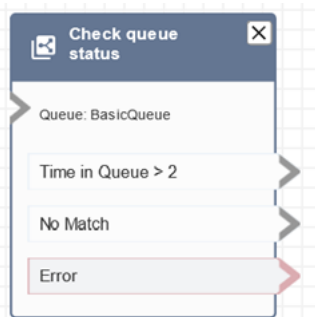 Check queue
status
Queue: BasicQueue
Time in Queue > 2
No Match
Error